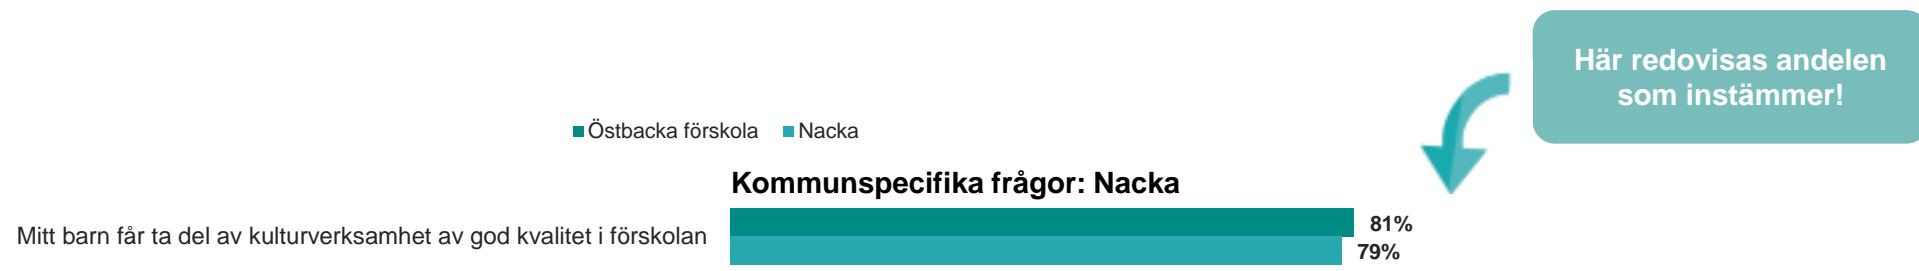 Här redovisas andelen
som instämmer!
Östbacka förskola Nacka
Kommunspecifika frågor: Nacka
Mitt barn får ta del av kulturverksamhet av god kvalitet i förskolan
81%
79%